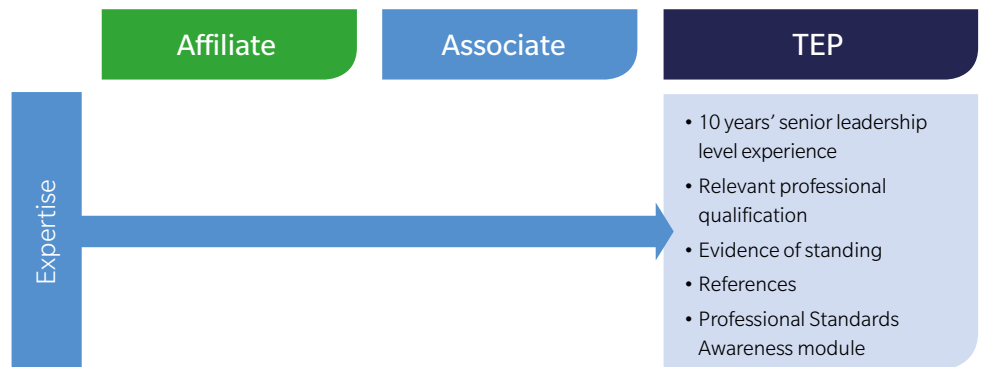 Affiliate
Associate
TEP
Expertise
• 10 years’ senior leadership
level experience
• Relevant professional
qualification
• Evidence of standing
• References
• Professional Standards
Awareness module